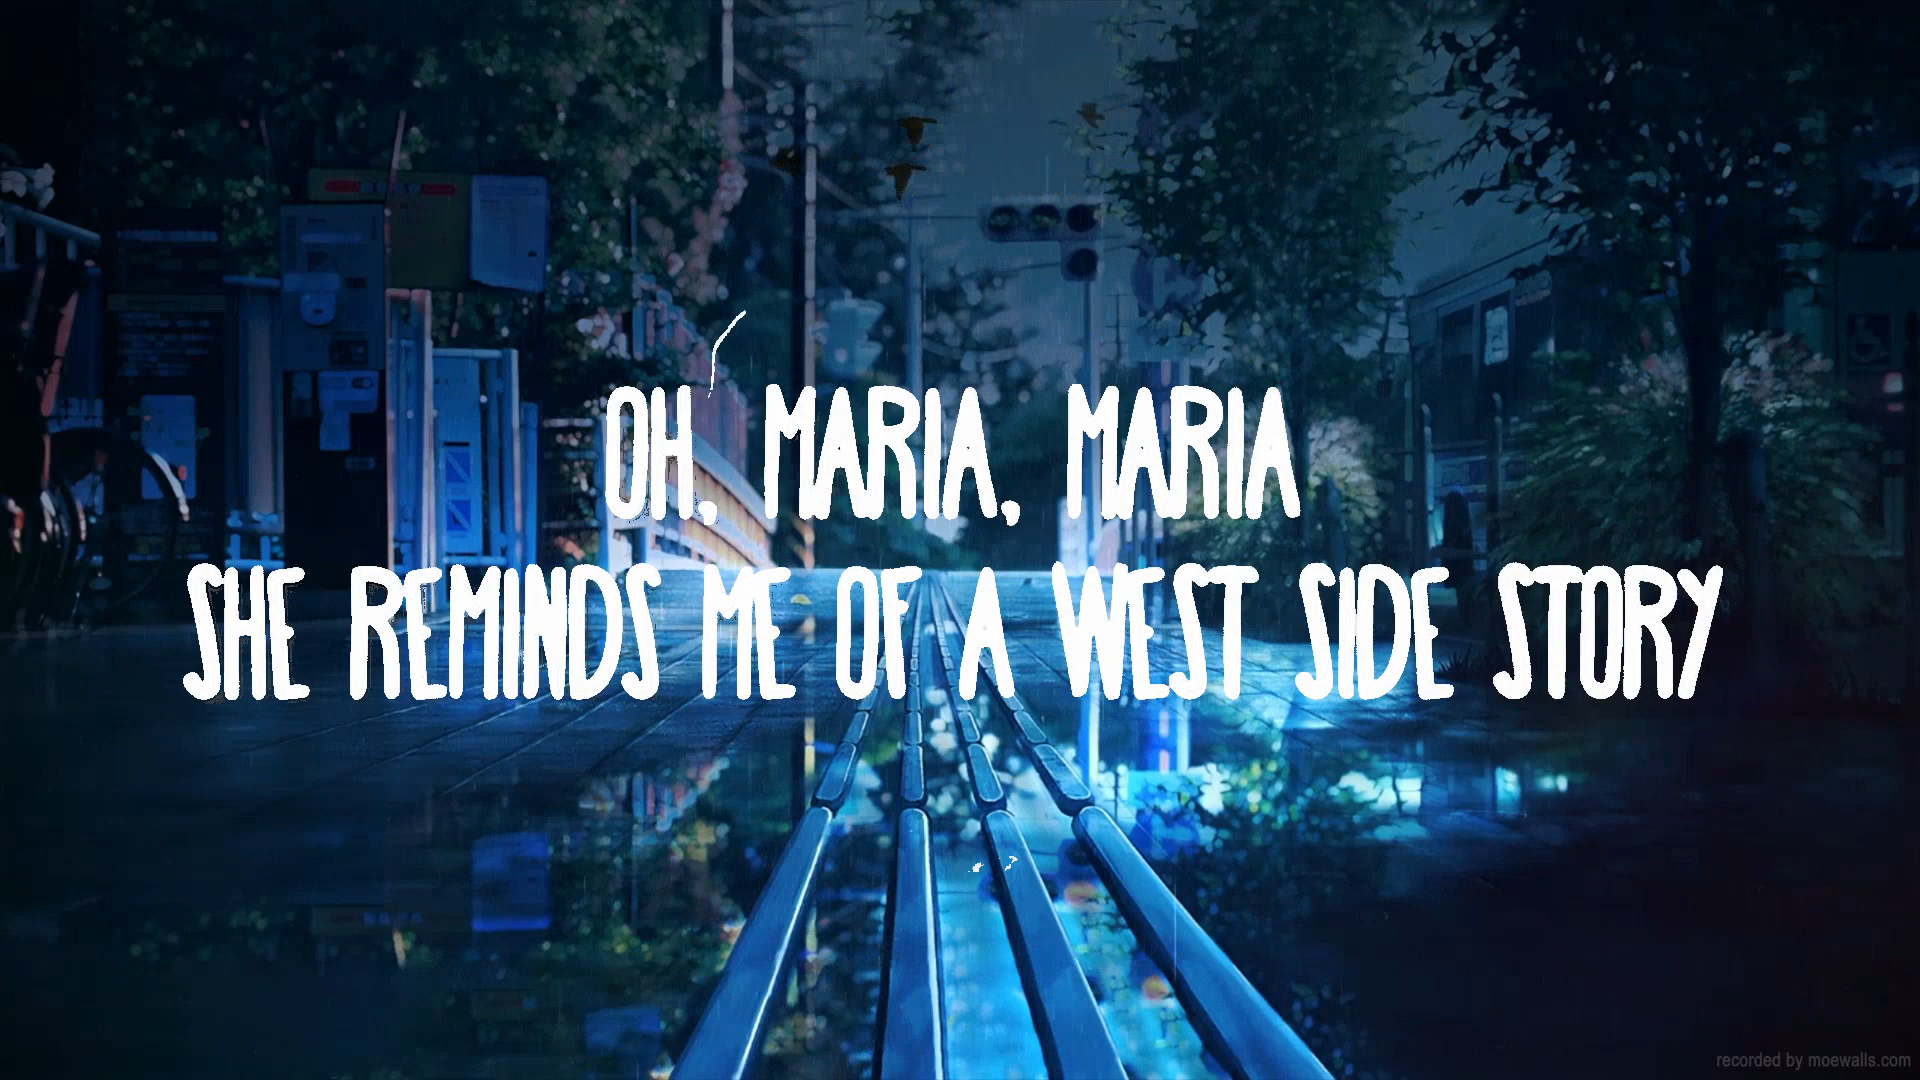 OH, MARIA, MARIA
SHE REMINDS ME OF A WEST SIDE STORY
recorded by moewalls.com